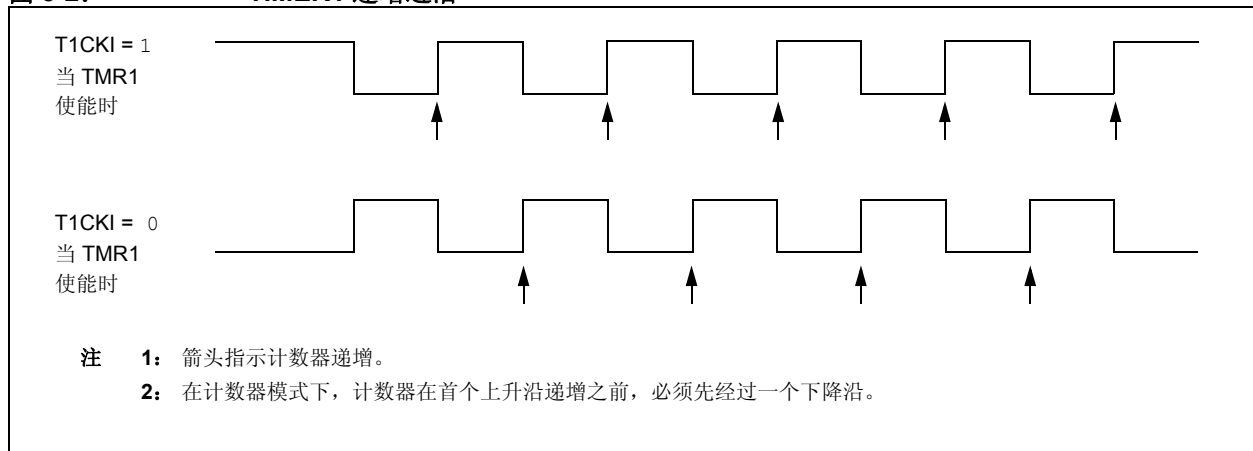 T1CKI = 1
当 TMR1
使能时
T1CKI = 0
当 TMR1
使能时
注 1： 箭头指示计数器递增。
2： 在计数器模式下，计数器在首个上升沿递增之前，必须先经过一个下降沿。